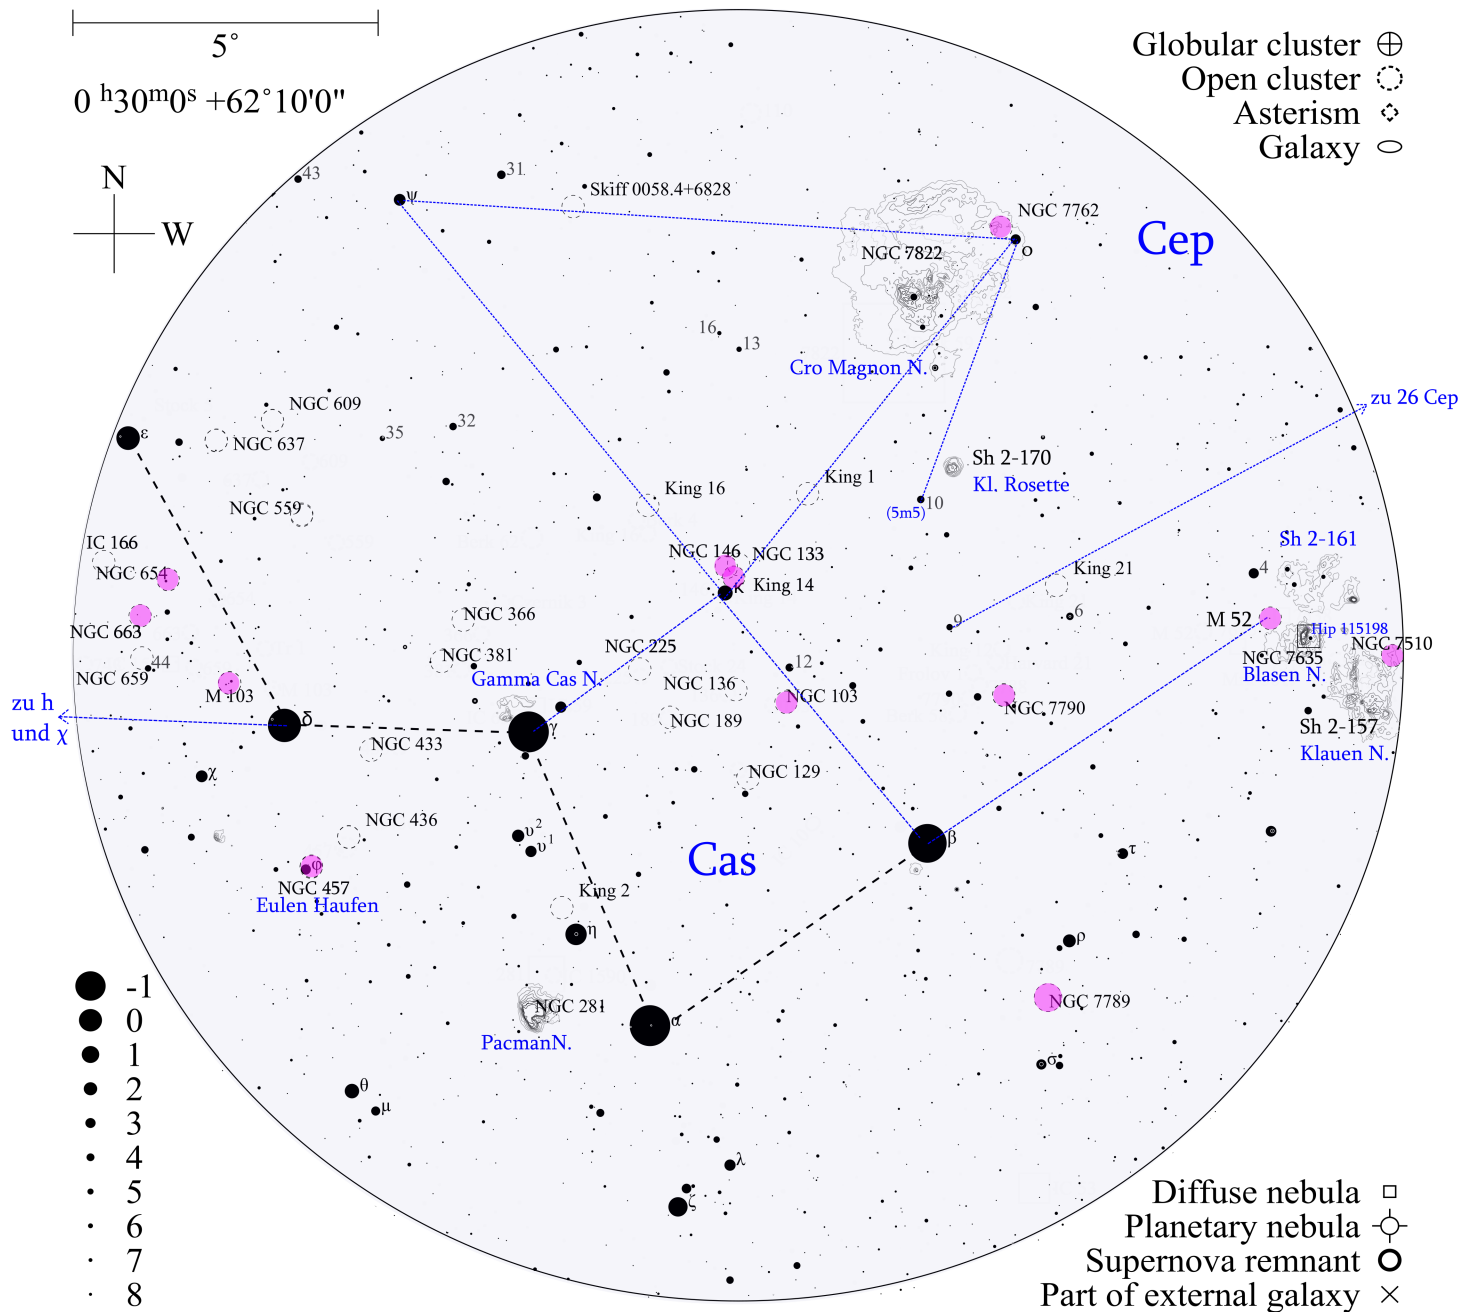 5°
0 h30m0s +62°10'0"
N
W
Globular cluster
Open cluster
Asterism
Galaxy
43
ψ
31
Skiff 0058.4+6828
NGC 7762
Cep
ο
NGC 7822
16
13
Cro Magnon N.
zu 26 Cep
NGC 609
ε
NGC 637
35
32
Sh 2-170
King 1
Kl. Rosette
King 16
10
(5m5)
NGC 559
IC 166
NGC 146
NGC 133
Sh 2-161
NGC 654
4
King 21
κ
King 14
NGC 366
9
6
M 52
Hip 115198
NGC 663
NGC 225
NGC 7510
NGC 381
44
NGC 7635
12
NGC 659
Gamma Cas N.
Blasen N.
NGC 136
M 103
NGC 103
zu h
und χ
NGC 7790
δ
NGC 189
Sh 2-157
γ
NGC 433
Klauen N.
χ
NGC 129
NGC 436
υ2
υ1
β
τ
Cas
φ
NGC 457
King 2
Eulen Haufen
η
ρ
NGC 281
NGC 7789
α
PacmanN.
σ
θ
μ
λ
ζ
-1
0
1
2
3
4
5
6
7
8
Diffuse nebula
Planetary nebula
Supernova remnant
Part of external galaxy